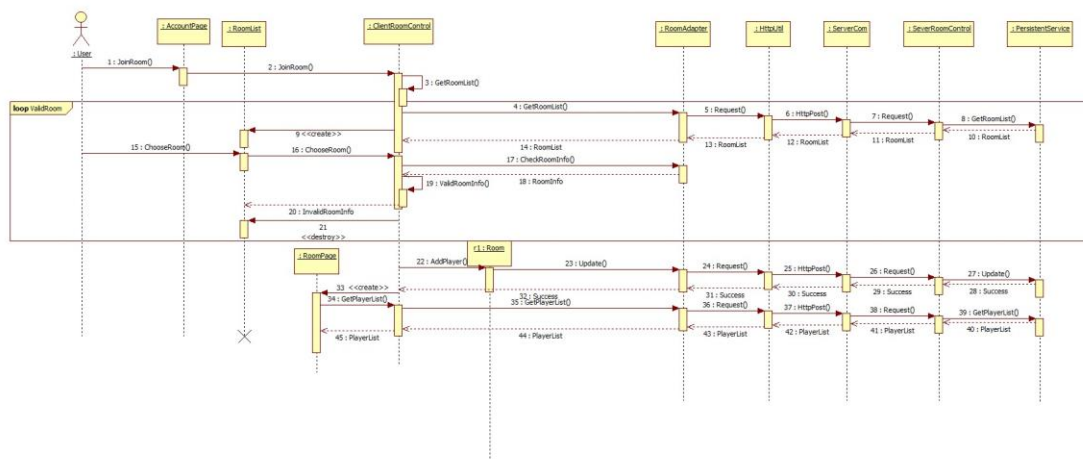 : AccountPage
: RoomList
: ClientRoomControl
: RoomAdapter
: HttpUtil
: ServerCom
: SeverRoomControl
: PersistentService
: User
1 : JoinRoom()
2 : JoinRoom()
3 : GetRoomList()
loop ValidRoom
4 : GetRoomList()
5 : Request()
6 : HttpPost()
7 : Request()
8 : GetRoomList()
9 <<create>>
14 : RoomList
13 : RoomList
12 : RoomList
11 : RoomList
10 : RoomList
15 : ChooseRoom()
16 : ChooseRoom()
17 : CheckRoomInfo()
18 : RoomInfo
19 : ValidRoomInfo()
20 : InvalidRoomInfo
21
<<destroy>>
: RoomPage
r1 : Room
22 : AddPlayer()
23 : Update()
24 : Request()
25 : HttpPost()
26 : Request()
27 : Update()
33 <<create>>
32 : Success
31 : Success
30 : Success
29 : Success
28 : Success
34 : GetPlayerList()
35 : GetPlayerList()
36 : Request()
37 : HttpPost()
38 : Request()
39 : GetPlayerList()
45 : PlayerList
44 : PlayerList
43 : PlayerList
42 : PlayerList
41 : PlayerList
40 : PlayerList